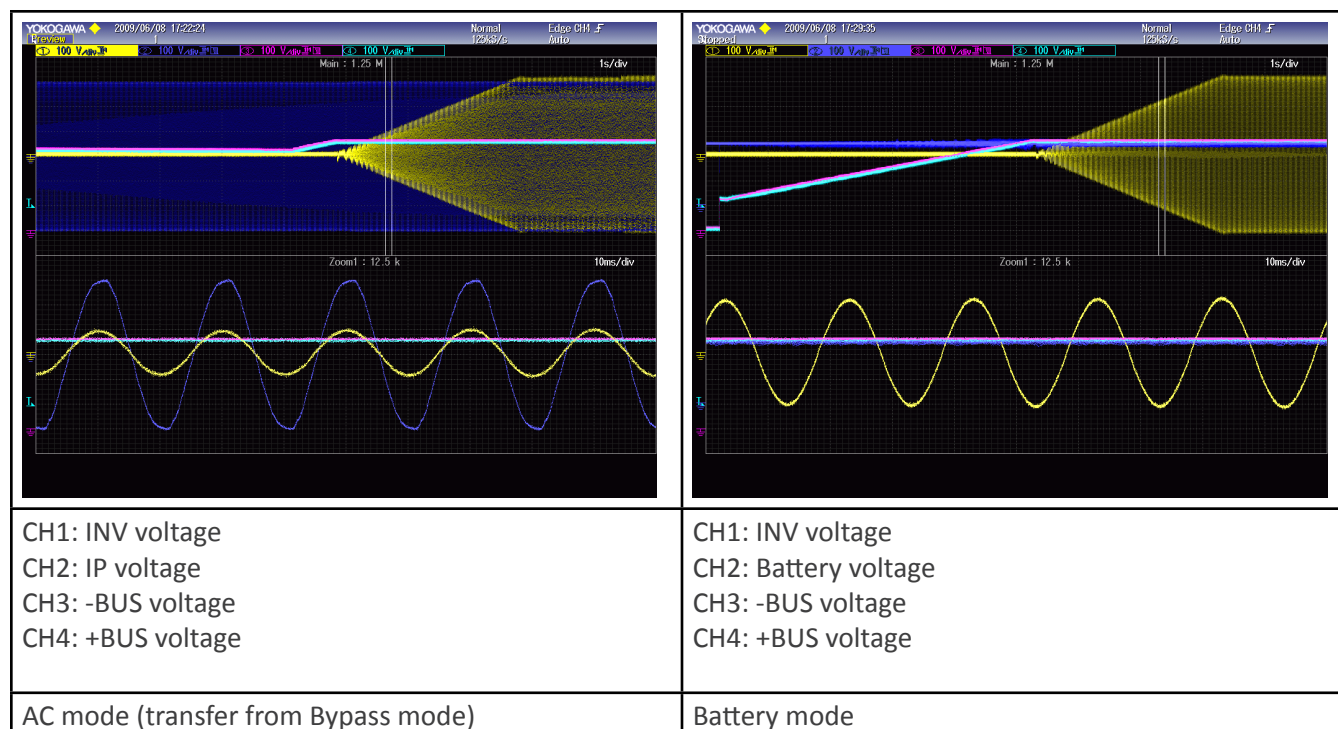 YOKOGAWA 2009/06/08 17:22:24 Normal Edge CH4
Preview 1 125kS/s Auto
100 V/div 100 V/div 100 V/div 100 V/div
Main : 1.25 M 1s/div
Zoom1 : 12.5 k 10ms/div
YOKOGAWA 2009/06/08 17:29:35 Normal Edge CH4
Stopped 1 125kS/s Auto
100 V/div 100 V/div 100 V/div 100 V/div
Main : 1.25 M 1s/div
Zoom1 : 12.5 k 10ms/div
CH1: INV voltage
CH2: IP voltage
CH3: -BUS voltage
CH4: +BUS voltage
CH1: INV voltage
CH2: Battery voltage
CH3: -BUS voltage
CH4: +BUS voltage
AC mode (transfer from Bypass mode)
Battery mode